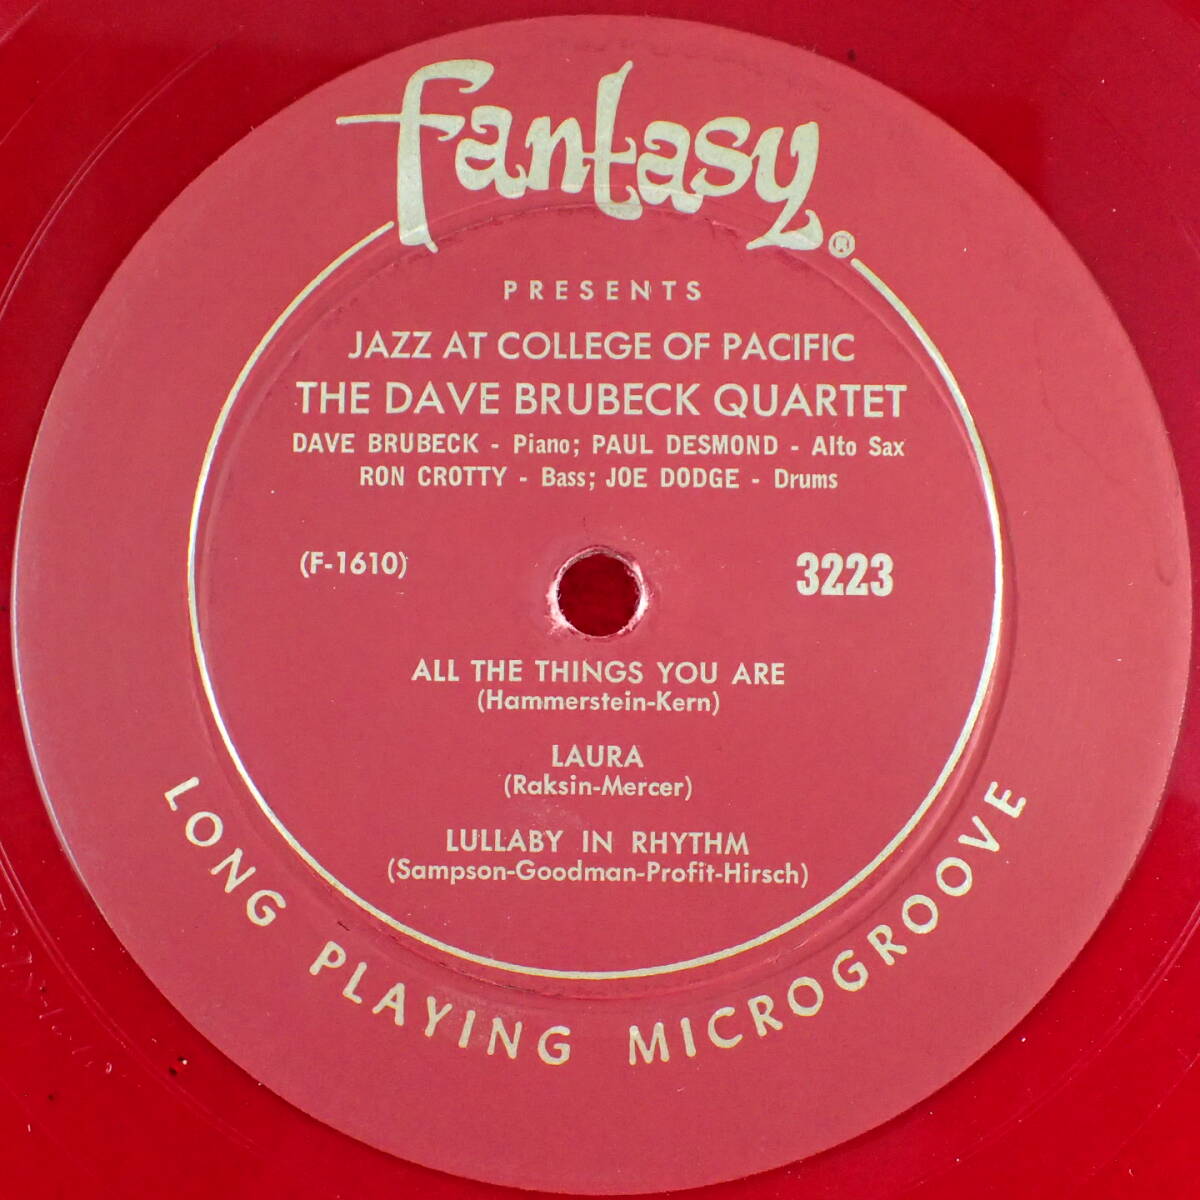 fantasy®
PRESENTS
JAZZ AT COLLEGE OF PACIFIC
THE DAVE BRUBECK QUARTET
DAVE BRUBECK - Piano; PAUL DESMOND - Alto Sax
RON CROTTY - Bass; JOE DODGE - Drums
(F-1610) 3223
ALL THE THINGS YOU ARE
(Hammerstein-Kern)
LAURA
(Raksin-Mercer)
LULLABY IN RHYTHM
(Sampson-Goodman-Profit-Hirsch)
LONG PLAYING MICROGROOVE